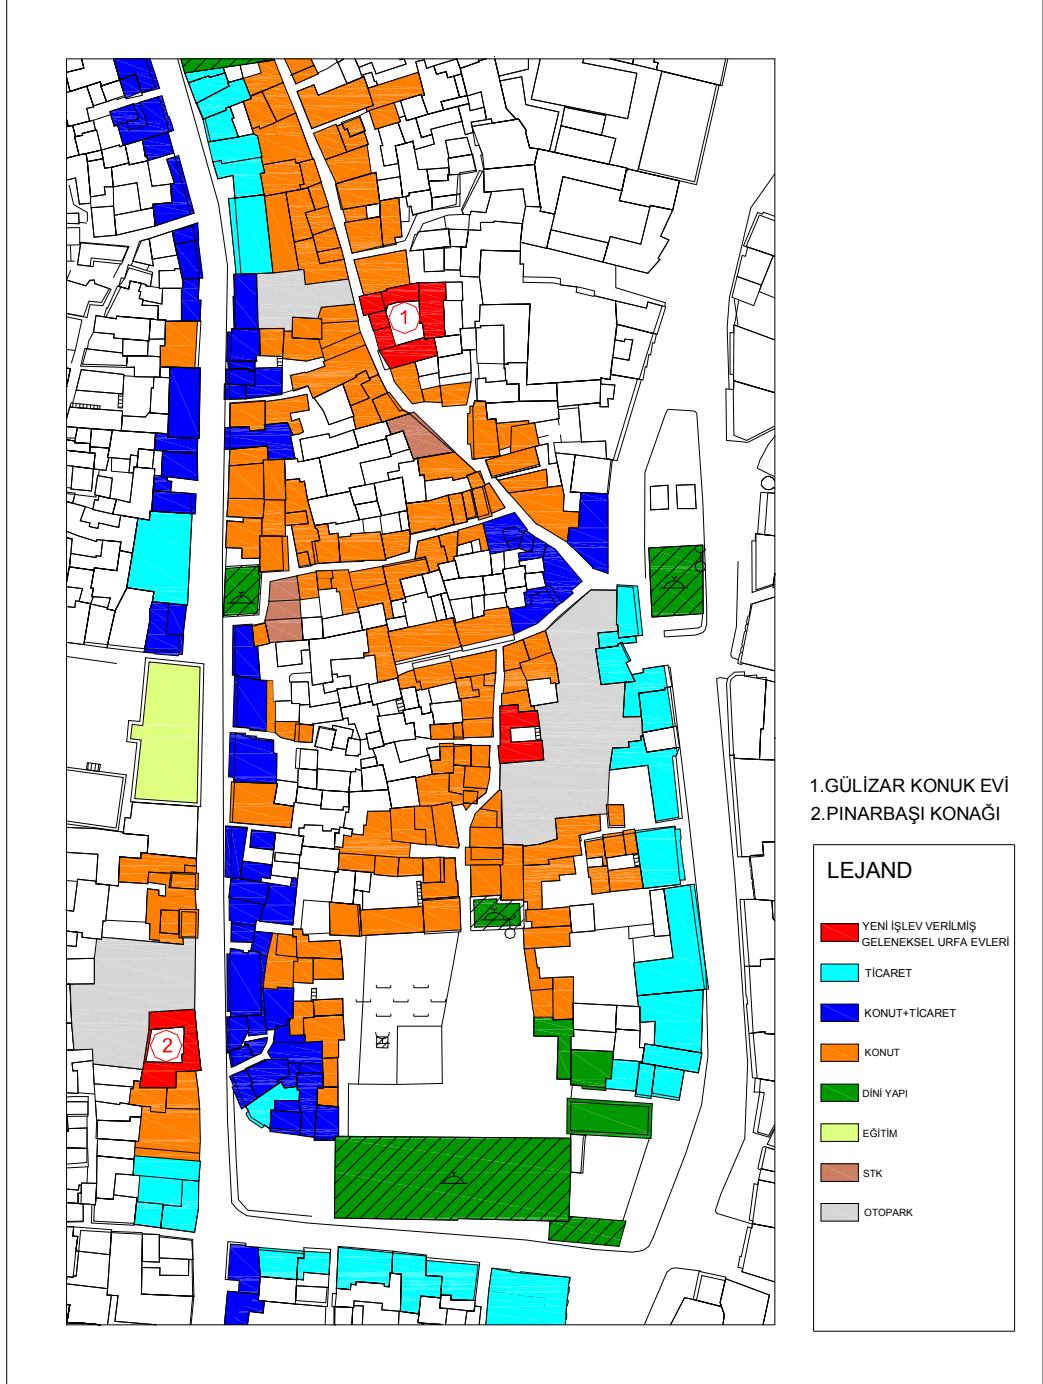 1
2
1.GÜLİZAR KONUK EVİ
2.PINARBAŞI KONAĞI
LEJAND
YENİ İŞLEV VERİLMİŞ
GELENEKSEL URFA EVLERİ
TİCARET
KONUT+TİCARET
KONUT
DİNİ YAPI
EĞİTİM
STK
OTOPARK